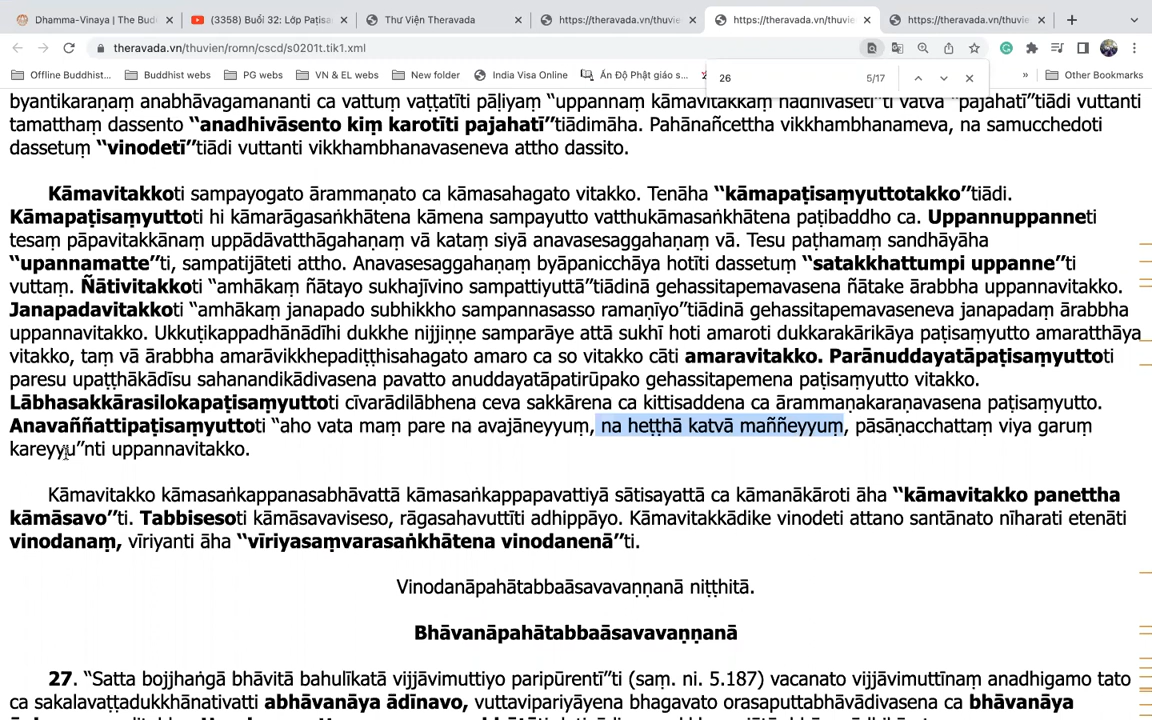 Dhamma-Vinaya | The Bud
(3358) Buổi 32: Lớp Paṭisa
Thư Viện Theravada
https://theravada.vn/thuvie
https://theravada.vn/thuvie
https://theravada.vn/thuvie
theravada.vn/thuvien/romn/cscd/s0201t.tik1.xml
Offline Buddhist...
Buddhist webs
PG webs
VN & EL webs
New folder
India Visa Online
Ấn Độ Phật giáo s...
Other Bookmarks
26
5/17
byantikaraṇaṃ anabhāvagamananti ca vattuṃ vaṭṭatīti pāḷiyaṃ “uppannaṃ kāmavitakkaṃ nādhivāsetī”ti vatvā “pajahatī”tiādi vuttanti
tamatthaṃ dassento “anadhivāsento kiṃ karotīti pajahatī”tiādimāha. Pahānañcettha vikkhambhanameva, na samucchedoti
dassetuṃ “vinodetī”tiādi vuttanti vikkhambhanavaseneva attho dassito.
Kāmavitakkoti sampayogato ārammaṇato ca kāmasahagato vitakko. Tenāha “kāmapaṭisaṃyuttotakko”tiādi.
Kāmapaṭisaṃyuttoti hi kāmarāgasaṅkhātena kāmena sampayutto vatthukāmasaṅkhātena paṭibaddho ca. Uppannuppanneti
tesaṃ pāpavitakkānaṃ uppādāvatthāgahaṇaṃ vā kataṃ siyā anavasesaggahaṇaṃ vā. Tesu paṭhamaṃ sandhāyāha
“upannamatte”ti, sampatijāteti attho. Anavasesaggahaṇaṃ byāpanicchāya hotīti dassetuṃ “satakkhattumpi uppanne”ti
vuttaṃ. Ñātivitakkoti “amhākaṃ ñātayo sukhajīvino sampattiyuttā”tiādinā gehassitapemavasena ñātake ārabbha uppannavitakko.
Janapadavitakkoti “amhākaṃ janapado subhikkho sampannasasso ramaṇīyo”tiādinā gehassitapemavaseneva janapadaṃ ārabbha
uppannavitakko. Ukkuṭikappadhānādīhi dukkhe nijjiṇṇe samparāye attā sukhī hoti amaroti dukkarakārikāya paṭisaṃyutto amaratthāya
vitakko, taṃ vā ārabbha amarāvikkhepadiṭṭhisahagato amaro ca so vitakko cāti amaravitakko. Parānuddayatāpaṭisaṃyuttoti
paresu upaṭṭhākādīsu sahanandikādivasena pavatto anuddayatāpatirūpako gehassitapemena paṭisaṃyutto vitakko.
Lābhasakkārasilokapaṭisaṃyuttoti cīvarādilābhena ceva sakkārena ca kittisaddena ca ārammaṇakaraṇavasena paṭisaṃyutto.
Anavaññattipaṭisaṃyuttoti “aho vata maṃ pare na avajāneyyuṃ, na heṭṭhā katvā maññeyyuṃ, pāsāṇacchattaṃ viya garuṃ
kareyyu”nti uppannavitakko.
Kāmavitakko kāmasaṅkappanasabhāvattā kāmasaṅkappapavattiyā sātisayattā ca kāmanākāroti āha “kāmavitakko panettha
kāmāsavo”ti. Tabbisesoti kāmāsavaviseso, rāgasahavuttīti adhippāyo. Kāmavitakkādike vinodeti attano santānato nīharati etenāti
vinodanaṃ, vīriyanti āha “vīriyasaṃvarasaṅkhātena vinodanenā”ti.
Vinodanāpahātabbaāsavavaṇṇanā niṭṭhitā.
Bhāvanāpahātabbaāsavavaṇṇanā
27. “Satta bojjhaṅgā bhāvitā bahulīkatā vijjāvimuttiyo paripūrentī”ti (saṃ. ni. 5.187) vacanato vijjāvimuttīnaṃ anadhigamo tato
ca sakalavaṭṭadukkhānativatti abhāvanāya ādīnavo, vuttavipariyāyena bhagavato orasaputtabhāvādivasena ca bhāvanāya